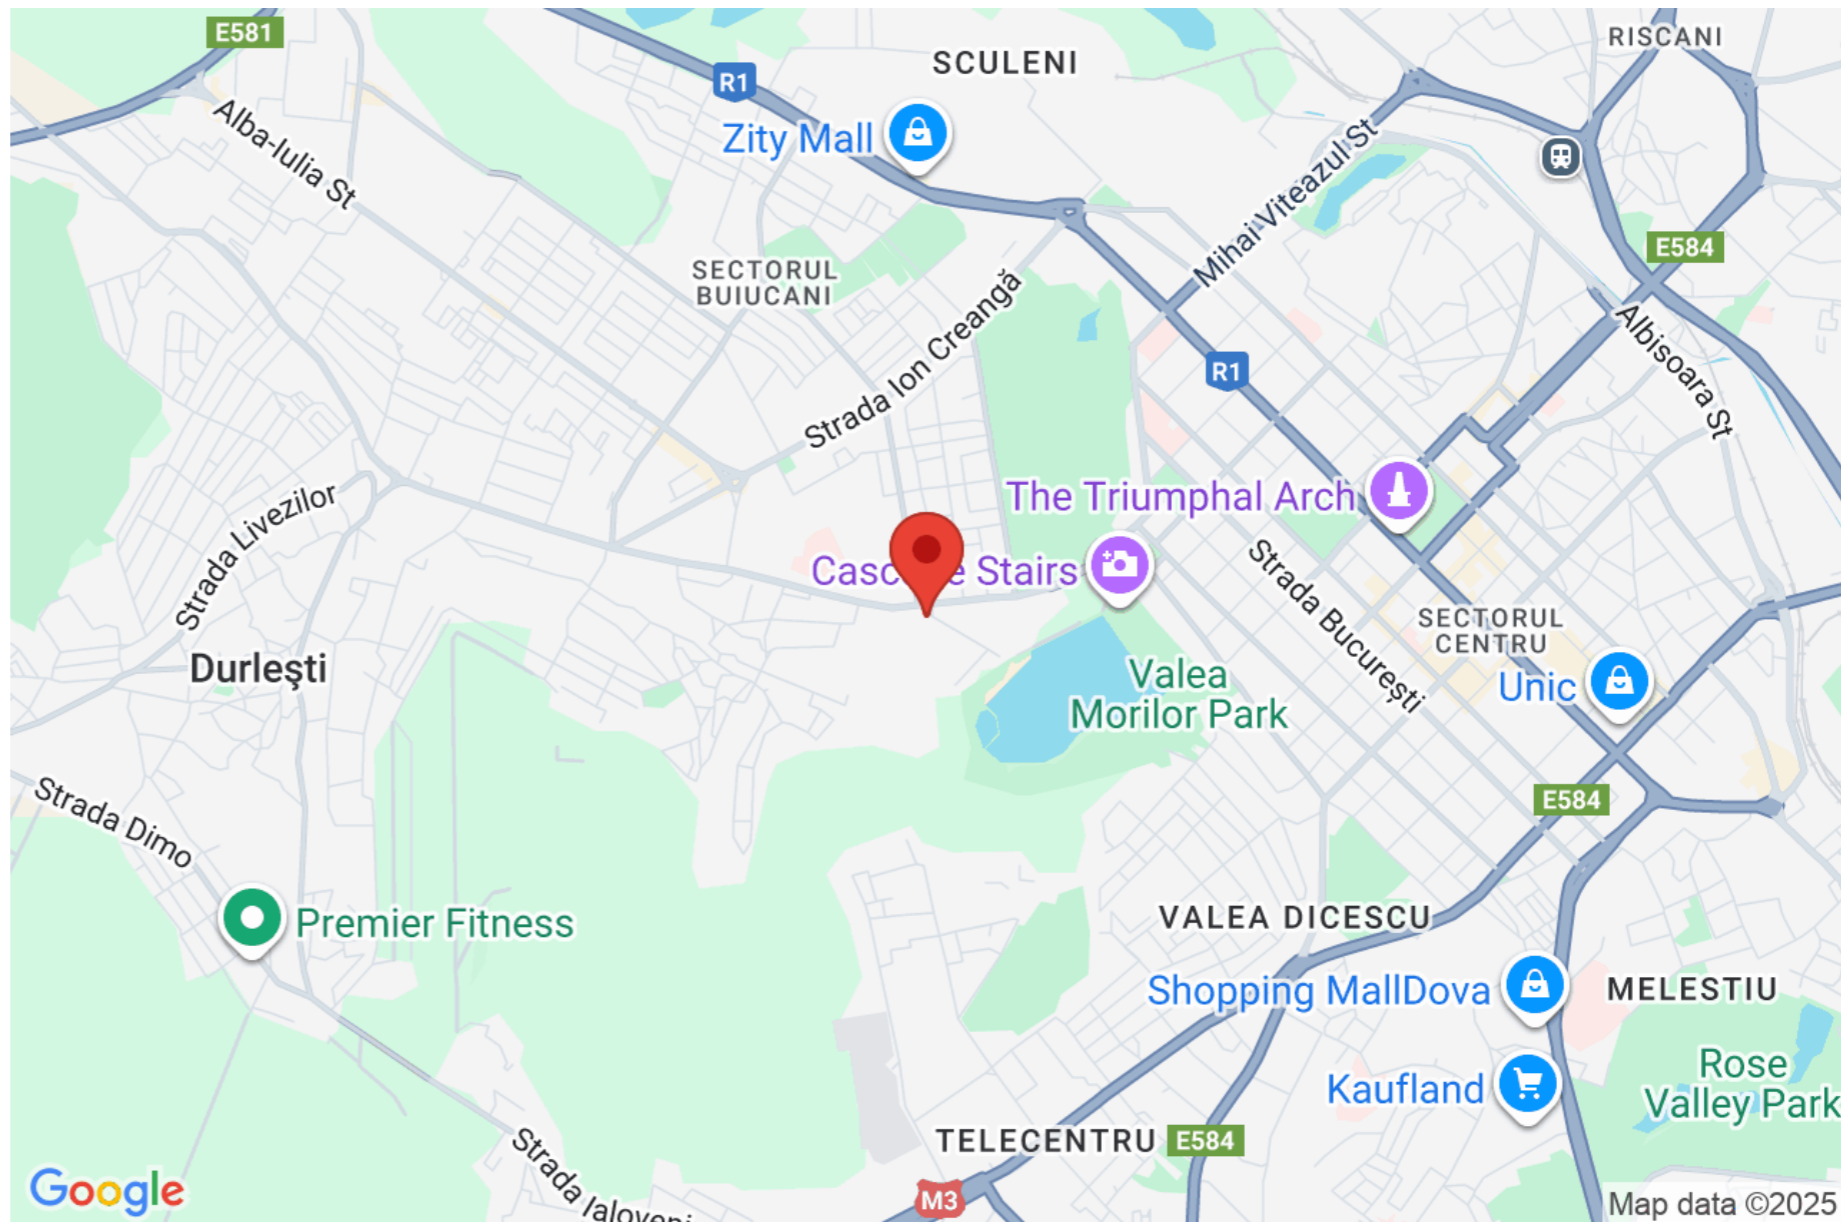 E581
SCULENI
RISCANI
R1
Zity Mall
Alba-Iulia St
Mihai Viteazul St
E584
SECTORUL
BUIUCANI
Strada Ion Creangă
Albisoara St
R1
The Triumphal Arch
Strada Livezilor
Stairs
Strada București
SECTORUL
CENTRU
Durleşti
Valea
Morilor Park
Unic
Strada Dimo
E584
Premier Fitness
VALEA DICESCU
Shopping MallDova
MELESTIU
Rose
Valley Park
Kaufland
TELECENTRU
E584
Strada Ialoveni
M3
Google
Map data ©2025